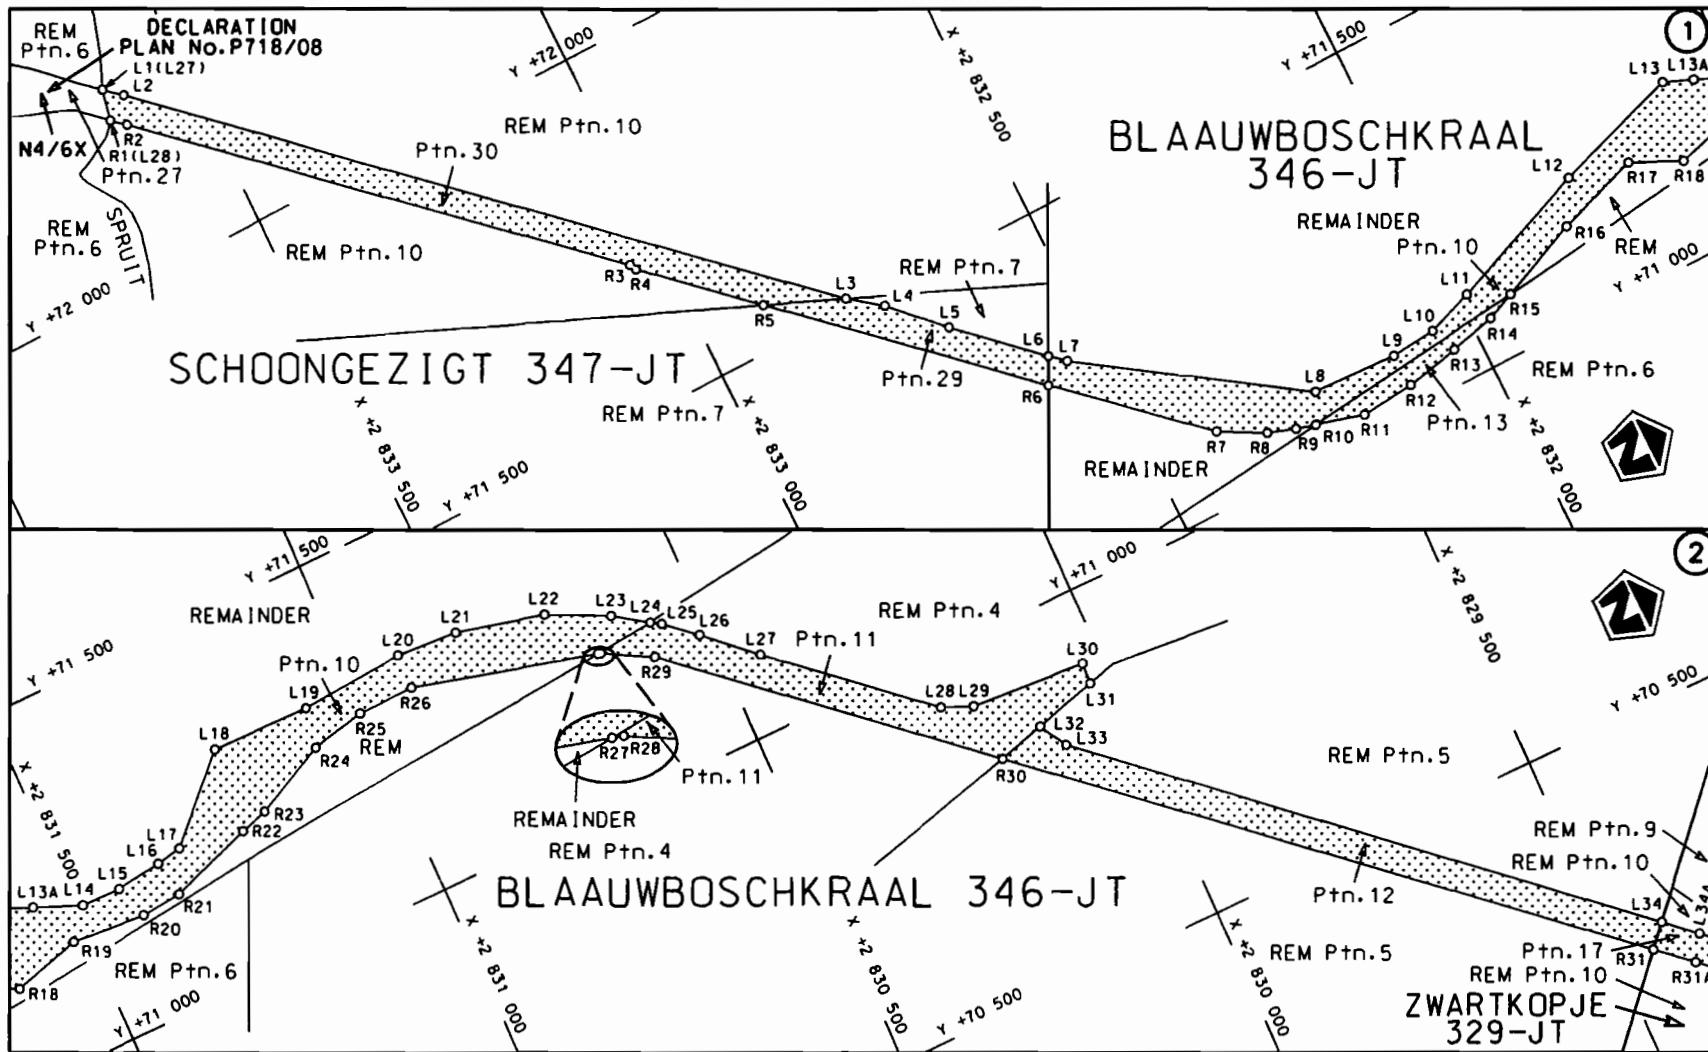 REM
Ptn.6
DECLARATION
PLAN No.P718/08
L1(L27)
L2
N4/6X
R2
R1(L28)
Ptn.27
REM
Ptn.6
SPRUIT
Y +72 000
REM Ptn.10
Ptn.30
REM Ptn.10
Y +72 000
R3
R4
R5
L3
L4
L5
L6
L7
REM Ptn.7
Ptn.29
R6
SCHOONGEZIGT 347-JT
REM Ptn.7
X +2 833 500
Y +71 500
X +2 833 000
X +2 832 500
Y +71 500
BLAAUWBOSCHKRAAL
346-JT
REMAINDER
Ptn.10
REM
Y +71 000
L8
L9
L10
L11
L12
L13
L13A
R7
R8
R9
R10
R11
R12
R13
R14
R15
R16
R17
R18
REM Ptn.6
Ptn.13
REMAINDER
X +2 832 000
1
2
Y +71 500
REMAINDER
Y +71 500
Ptn.10
REM
L13A
L14
L15
L16
L17
L18
L19
L20
L21
L22
L23
L24
L25
L26
L27
L28
L29
L30
L31
L32
L33
L34
L34A
R18
R19
R20
R21
R22
R23
R24
R25
R26
R27
R28
R29
R30
R31
R31A
X +2 831 500
REM Ptn.6
Y +71 000
REM Ptn.4
Ptn.11
Ptn.11
REMAINDER
REM Ptn.4
BLAAUWBOSCHKRAAL 346-JT
X +2 831 000
X +2 830 500
Y +70 500
X +2 830 000
Y +71 000
X +2 829 500
Y +70 500
REM Ptn.5
Ptn.12
REM Ptn.5
REM Ptn.9
REM Ptn.10
Ptn.17
REM Ptn.10
ZWARTKOPJE
329-JT